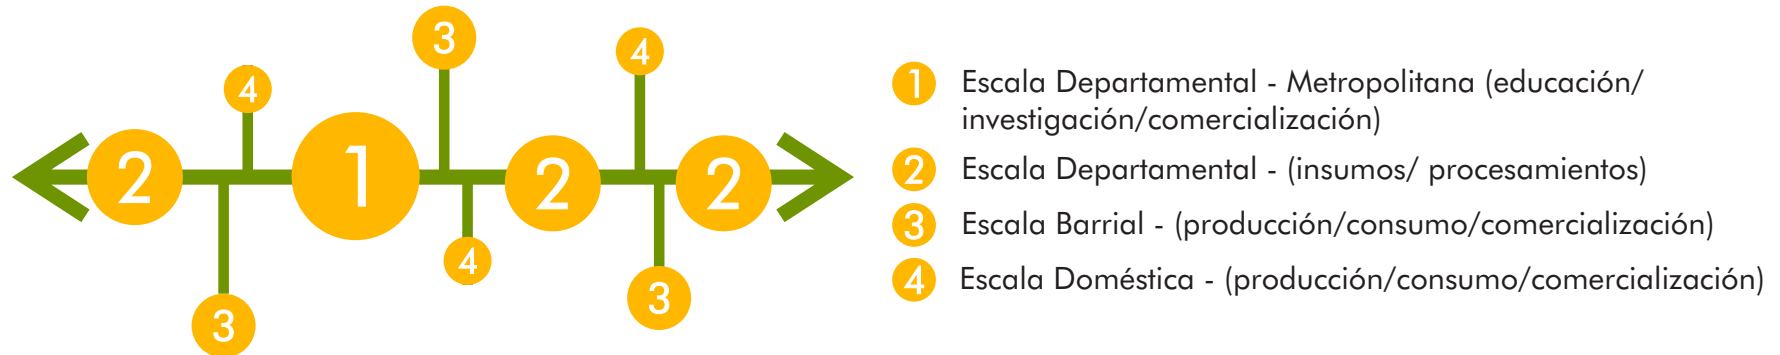 3
4
4
2
1
2
2
4
3
3
1 Escala Departamental - Metropolitana (educación/
investigación/comercialización)
2 Escala Departamental - (insumos/ procesamientos)
3 Escala Barrial - (producción/consumo/comercialización)
4 Escala Doméstica - (producción/consumo/comercialización)